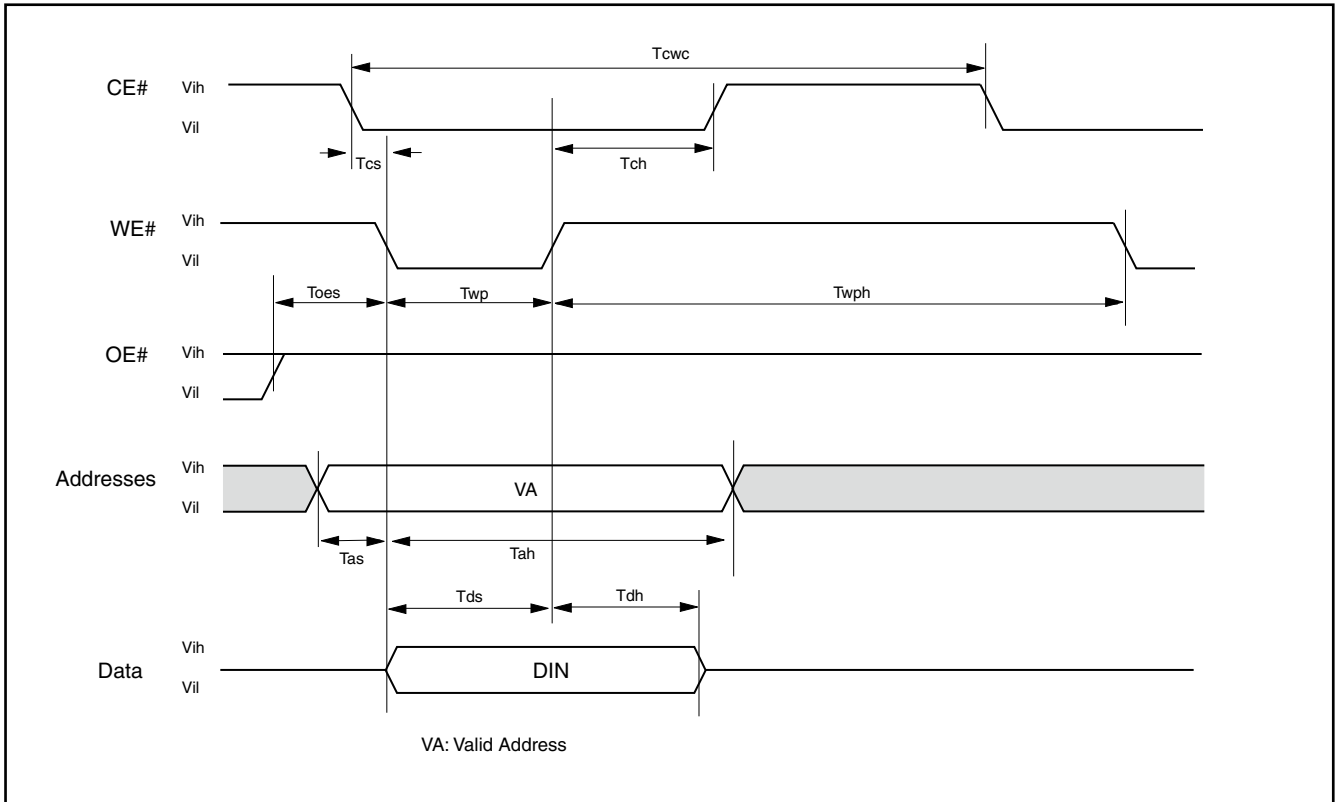 Tcwc
CE#
Vih
Vil
Tcs
Tch
WE#
Vih
Vil
Toes
Twp
Twph
OE#
Vih
Vil
Addresses
Vih
Vil
VA
Tas
Tah
Tds
Tdh
Data
Vih
Vil
DIN
VA: Valid Address